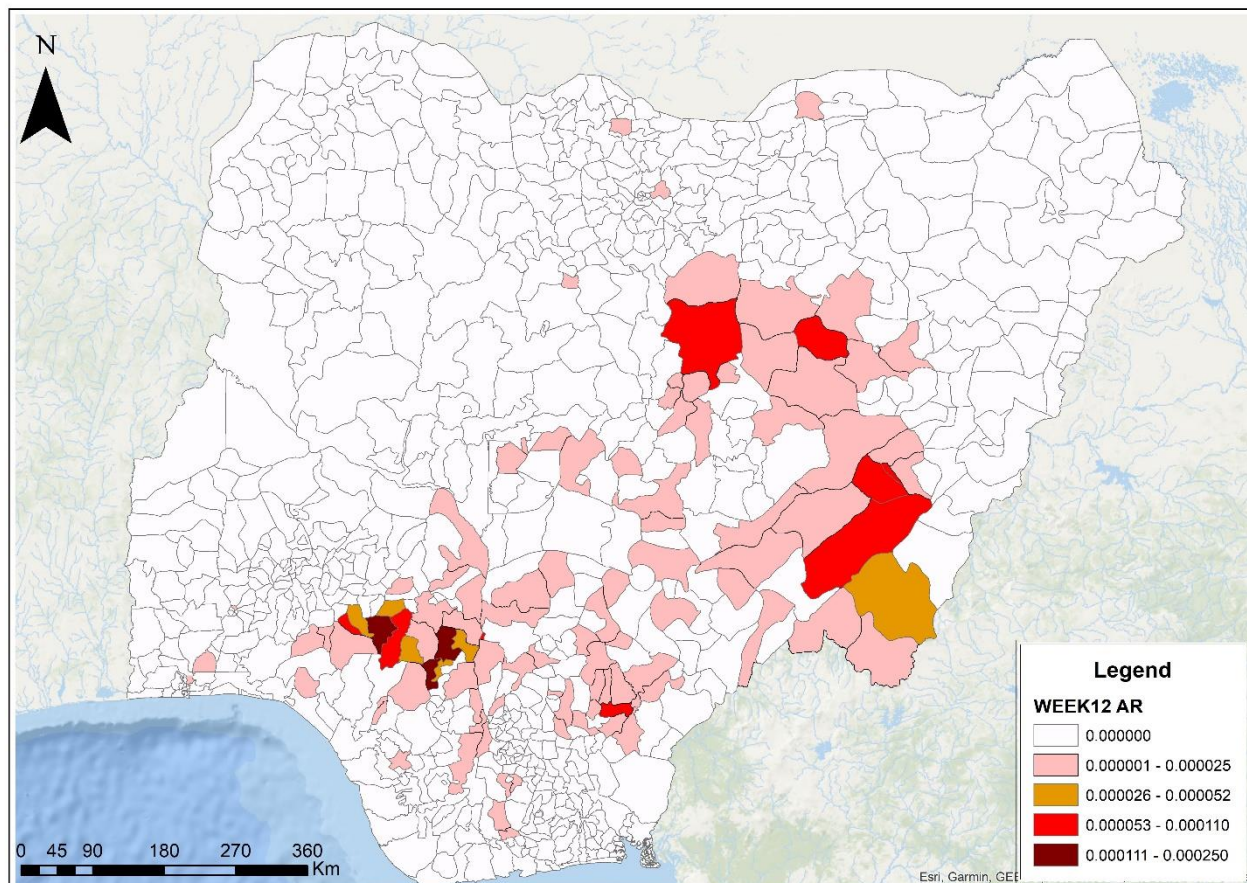 N
Legend
WEEK12 AR
0.000000
0.000001 - 0.000025
0.000026 - 0.000052
0.000053 - 0.000110
0.000111 - 0.000250
0 45 90 180 270 360
Km
Esri, Garmin,